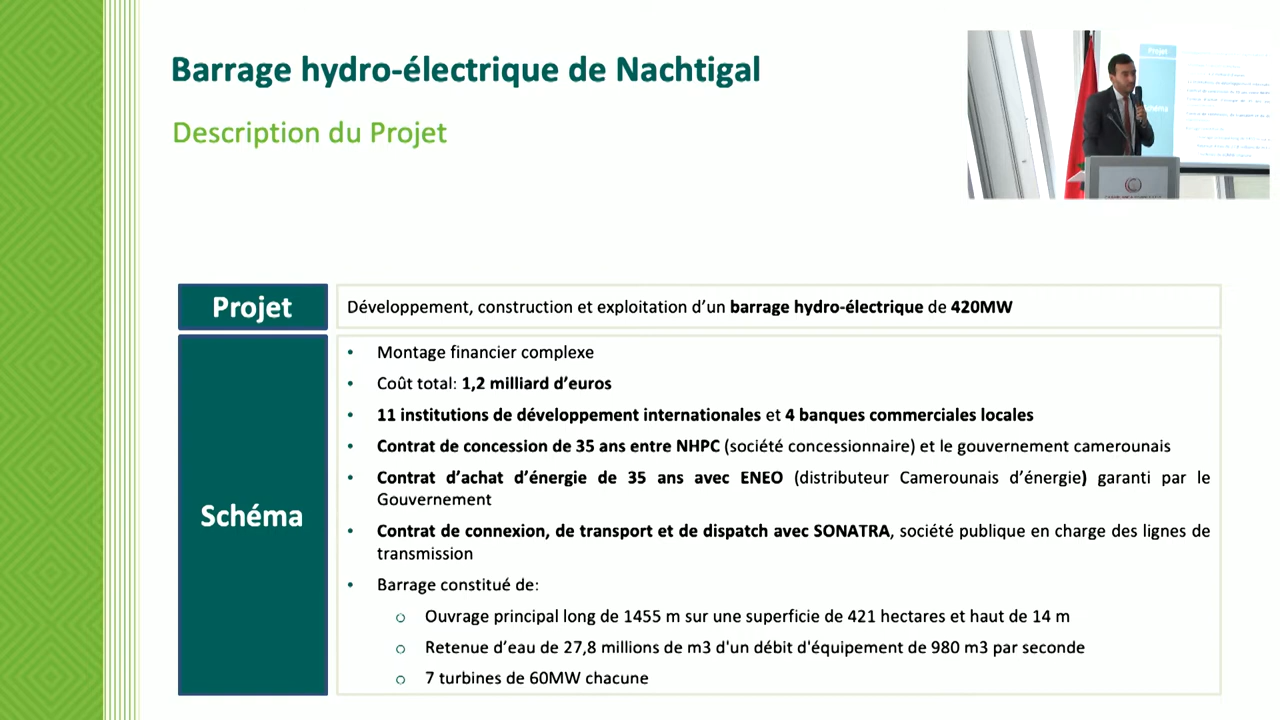 Barrage hydro-électrique de Nachtigal
Description du Projet
Projet
Schéma
Projet
Développement, construction et exploitation d’un barrage hydro-électrique de 420MW
Schéma
• Montage financier complexe
• Coût total: 1,2 milliard d’euros
• 11 institutions de développement internationales et 4 banques commerciales locales
• Contrat de concession de 35 ans entre NHPC (société concessionnaire) et le gouvernement camerounais
• Contrat d’achat d’énergie de 35 ans avec ENEO (distributeur Camerounais d’énergie) garanti par le
Gouvernement
• Contrat de connexion, de transport et de dispatch avec SONATRA, société publique en charge des lignes de
transmission
• Barrage constitué de:
o Ouvrage principal long de 1455 m sur une superficie de 421 hectares et haut de 14 m
o Retenue d’eau de 27,8 millions de m3 d'un débit d'équipement de 980 m3 par seconde
o 7 turbines de 60MW chacune